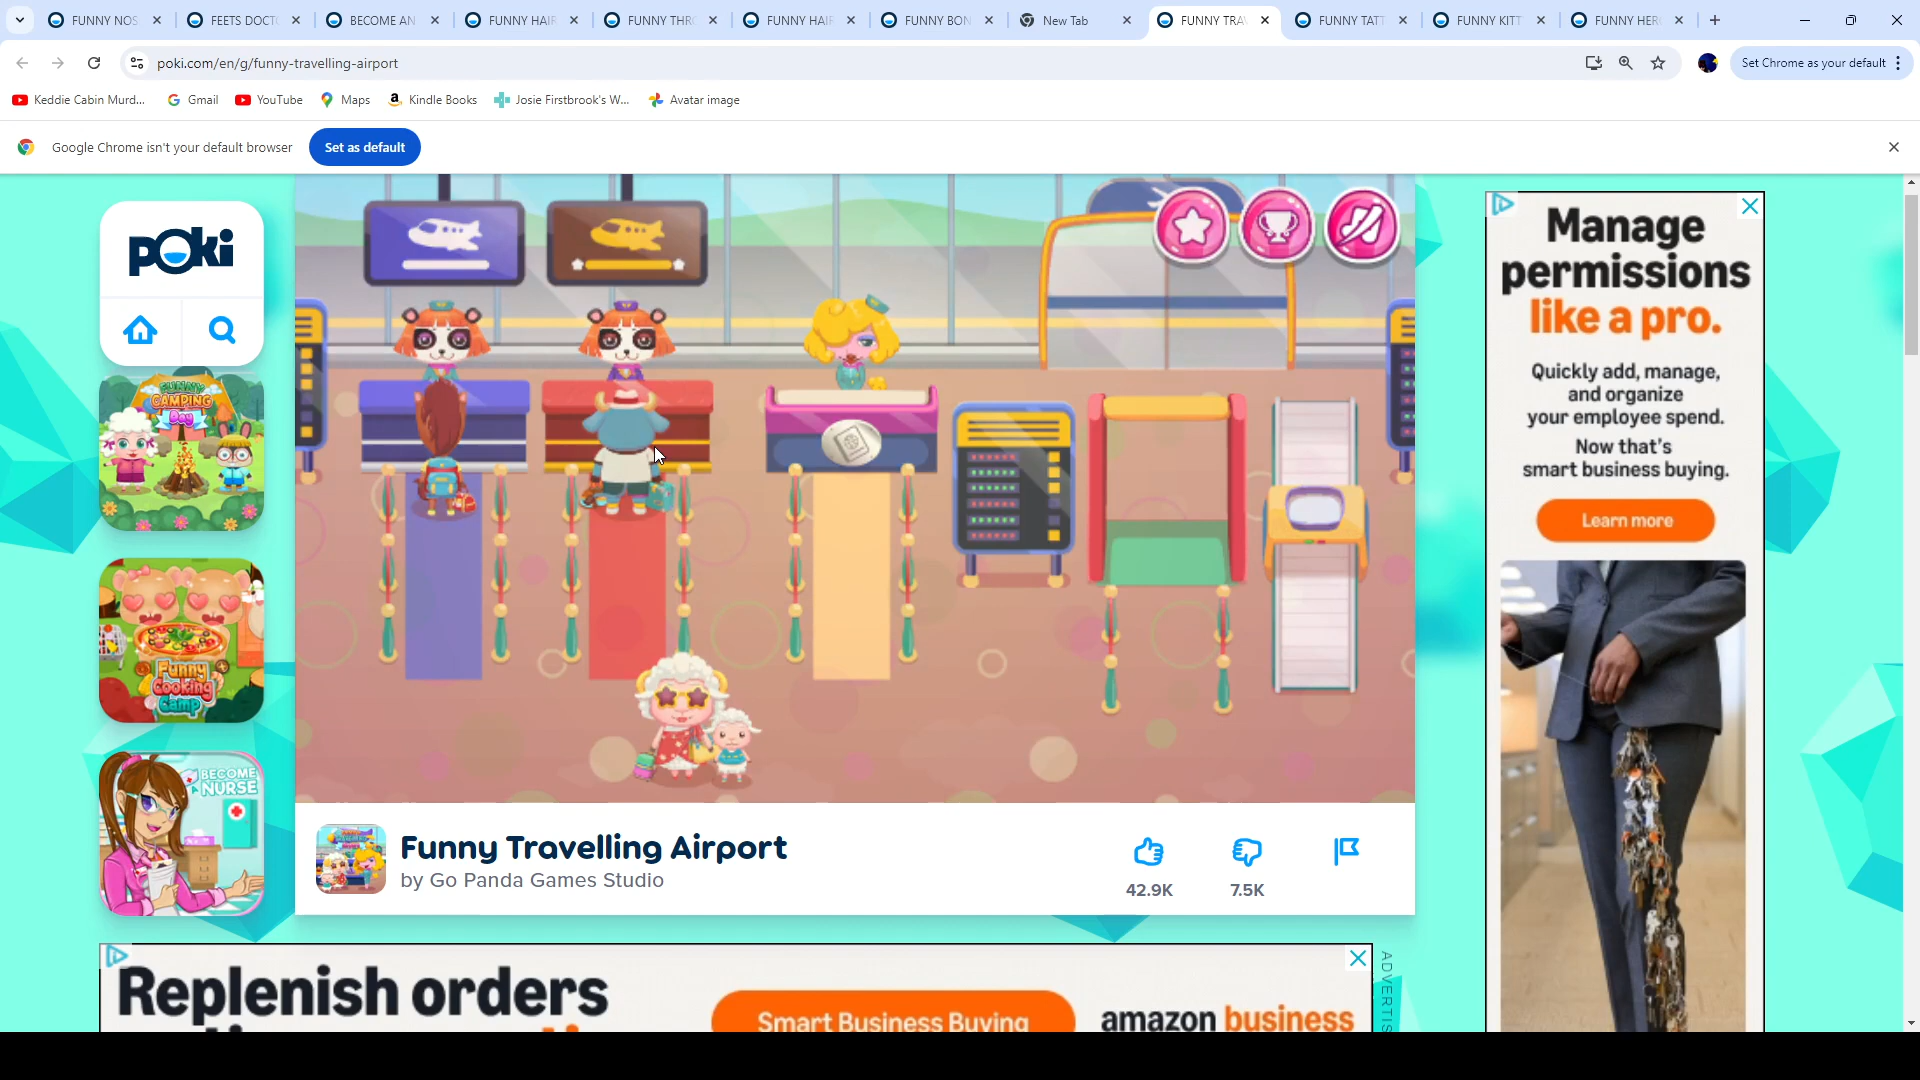 FUNNY NOS
FEETS DOCT
BECOME AN
FUNNY HAIR
FUNNY THR
FUNNY HAIR
FUNNY BON
New Tab
FUNNY TRAV
FUNNY TATT
FUNNY KITT
FUNNY HER
poki.com/en/g/funny-travelling-airport
Set Chrome as your default
Keddie Cabin Murd...
Gmail
YouTube
Maps
Kindle Books
Josie Firstbrook's W...
Avatar image
Google Chrome isn't your default browser
Set as default
poki
FUNNY
CAMPING
Day
Funny
Cooking
Camp
BECOME A
NURSE
Manage
permissions
like a pro.
Quickly add, manage,
and organize
your employee spend.
Now that's
smart business buying.
Learn more
Funny Travelling Airport
by Go Panda Games Studio
42.9K
7.5K
Replenish orders
Smart Business Buying
amazon business